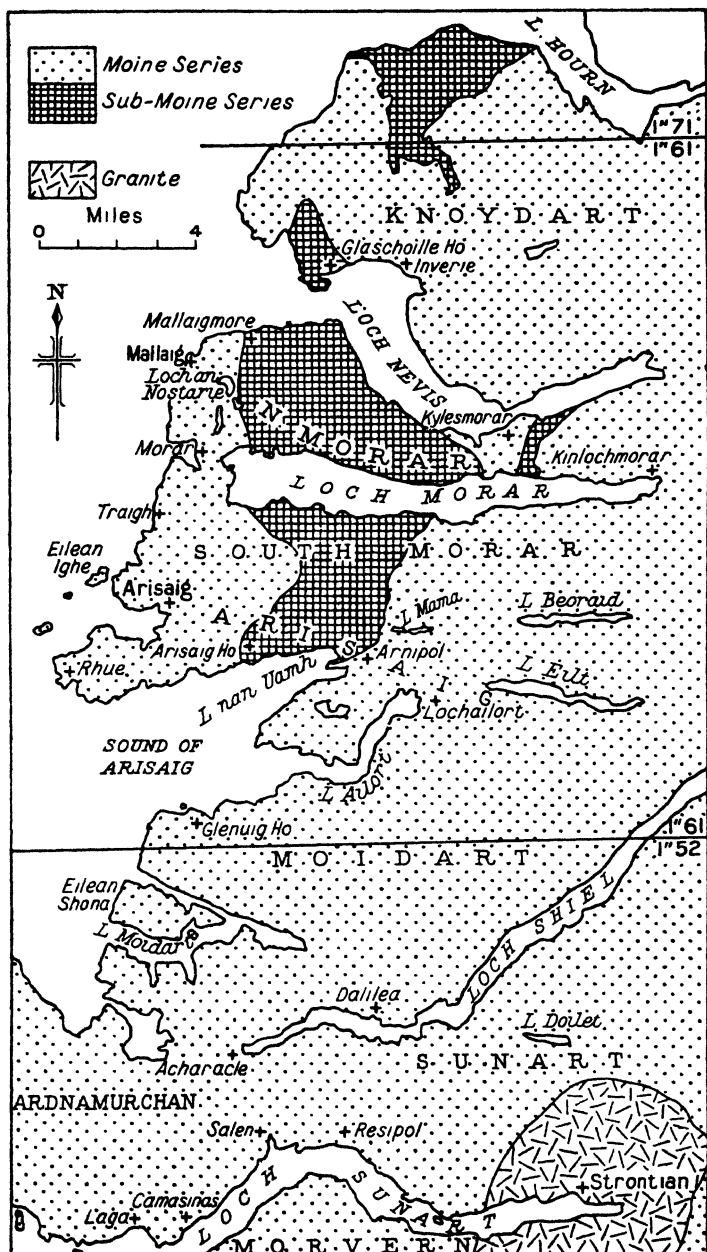 Moine Series
Sub-Moine Series
Granite
Miles
0 4
L. HOURN
1"71
1"61
KNOYDART
Glaschoille Ho
Inverie
N
Mallaigmore
Mallaig
Lochan Nostarie
LOCH NEVIS
Kylesmorar
N. MORAR
Morar
Kinlochmorar
LOCH MORAR
Traigh
SOUTH MORAR
Eilean Ighe
Arisaig
L Mama
L Beoraid
ARISAIG
Arisaig Ho
Arnipol
Rhue
L nan Uamh
L Eilt
Lochailort
SOUND OF
ARISAIG
L Ailort
Glenuig Ho
1"61
1"52
MOIDART
Eilean
Shona
L Moidart
LOCH SHIEL
Dalilea
L Doilet
Acharacle
SUNART
ARDNAMURCHAN
Salen
Resipol
Strontian
LOCH SUNART
Camasinas
Laga
MORVERN